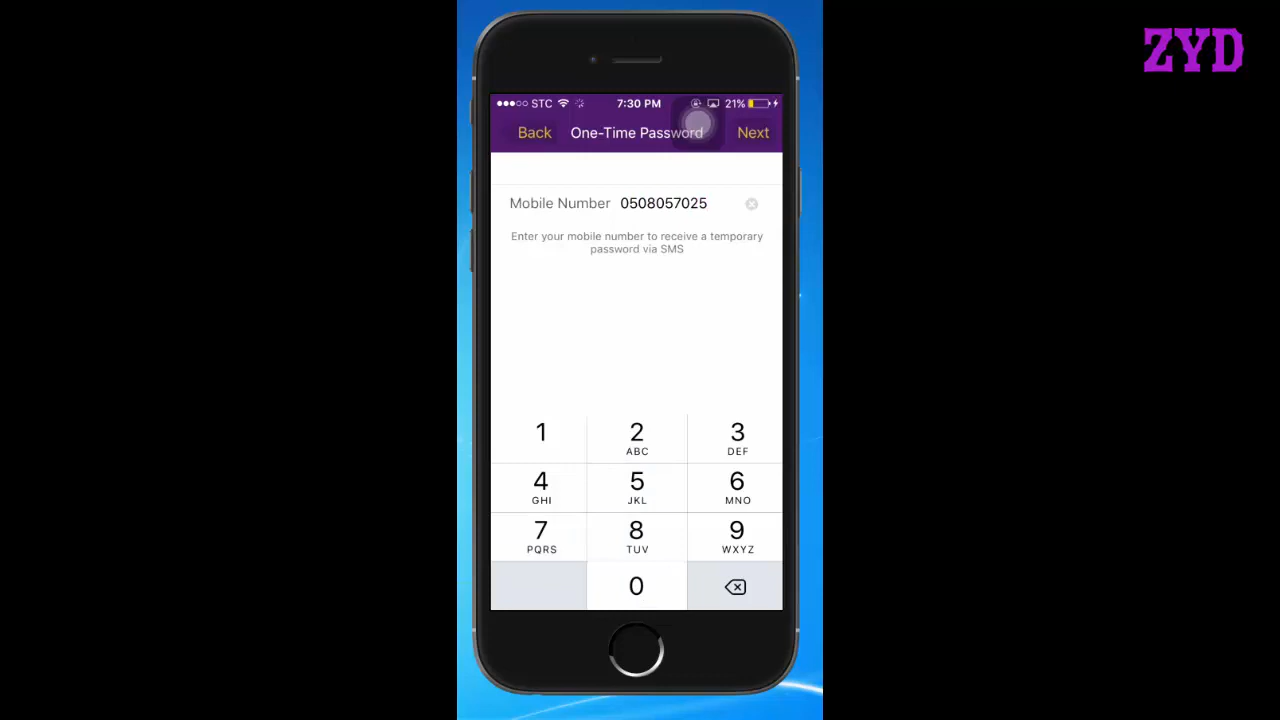 ZYD
STC 7:30 PM 21%
Back One-Time Password Next
Mobile Number 0508057025
Enter your mobile number to receive a temporary
password via SMS
1 2 3
ABC DEF
4 5 6
GHI JKL MNO
7 8 9
PQRS TUV WXYZ
0